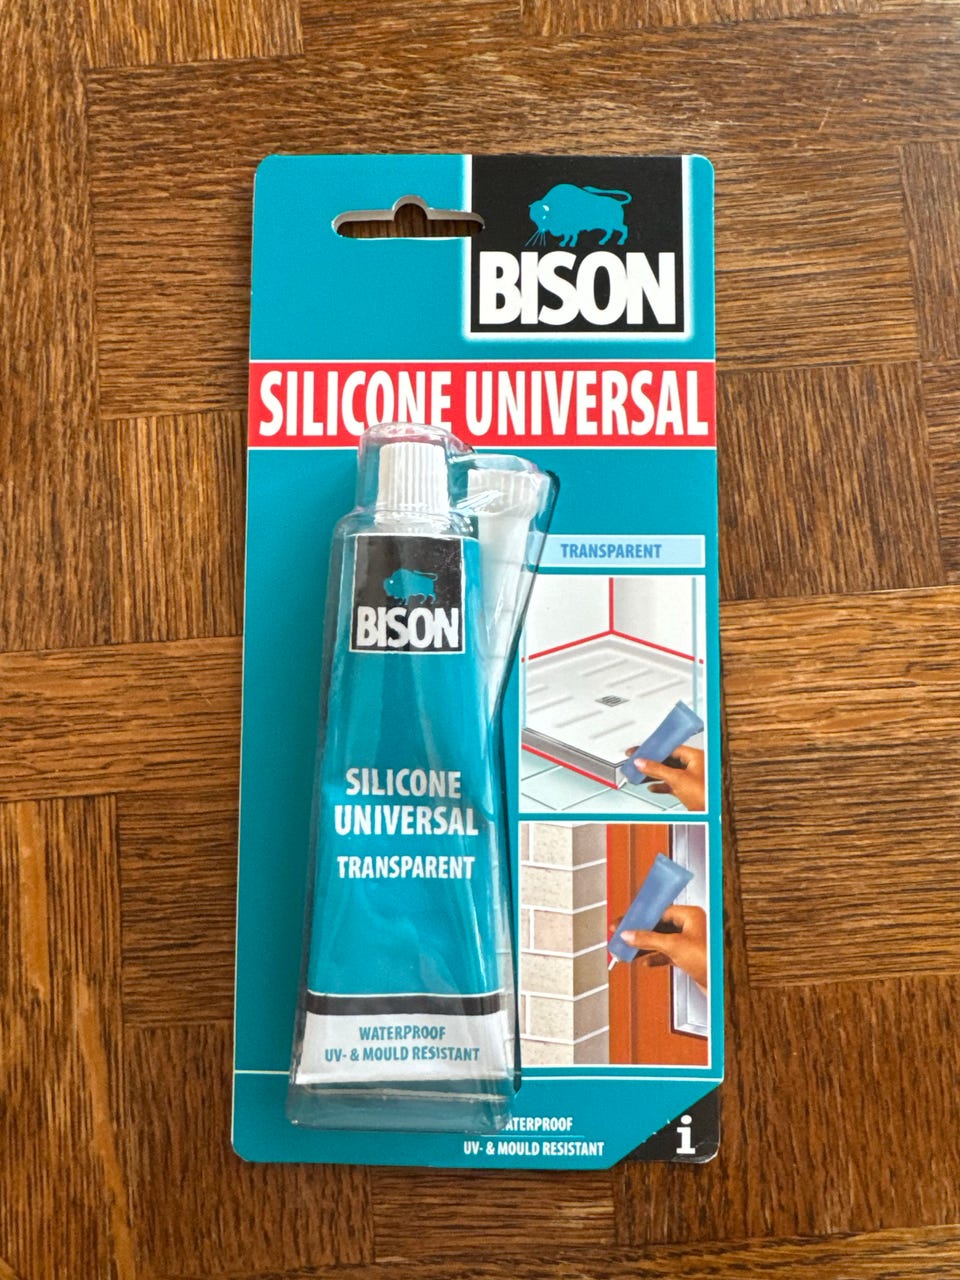 BISON
SILICONE UNIVERSAL
TRANSPARENT
BISON
SILICONE
UNIVERSAL
TRANSPARENT
WATERPROOF
UV- & MOULD RESISTANT
WATERPROOF
UV- & MOULD RESISTANT
i